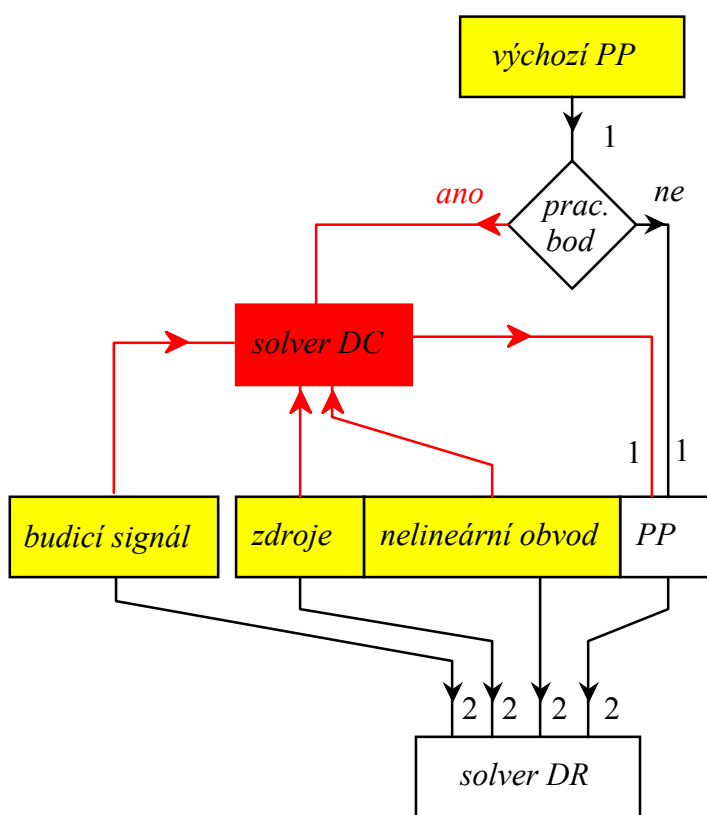 výchozí PP
1
ano
ne
prac.
bod
solver DC
1
1
budicí signál
zdroje
nelineární obvod
PP
2
2
2
2
solver DR